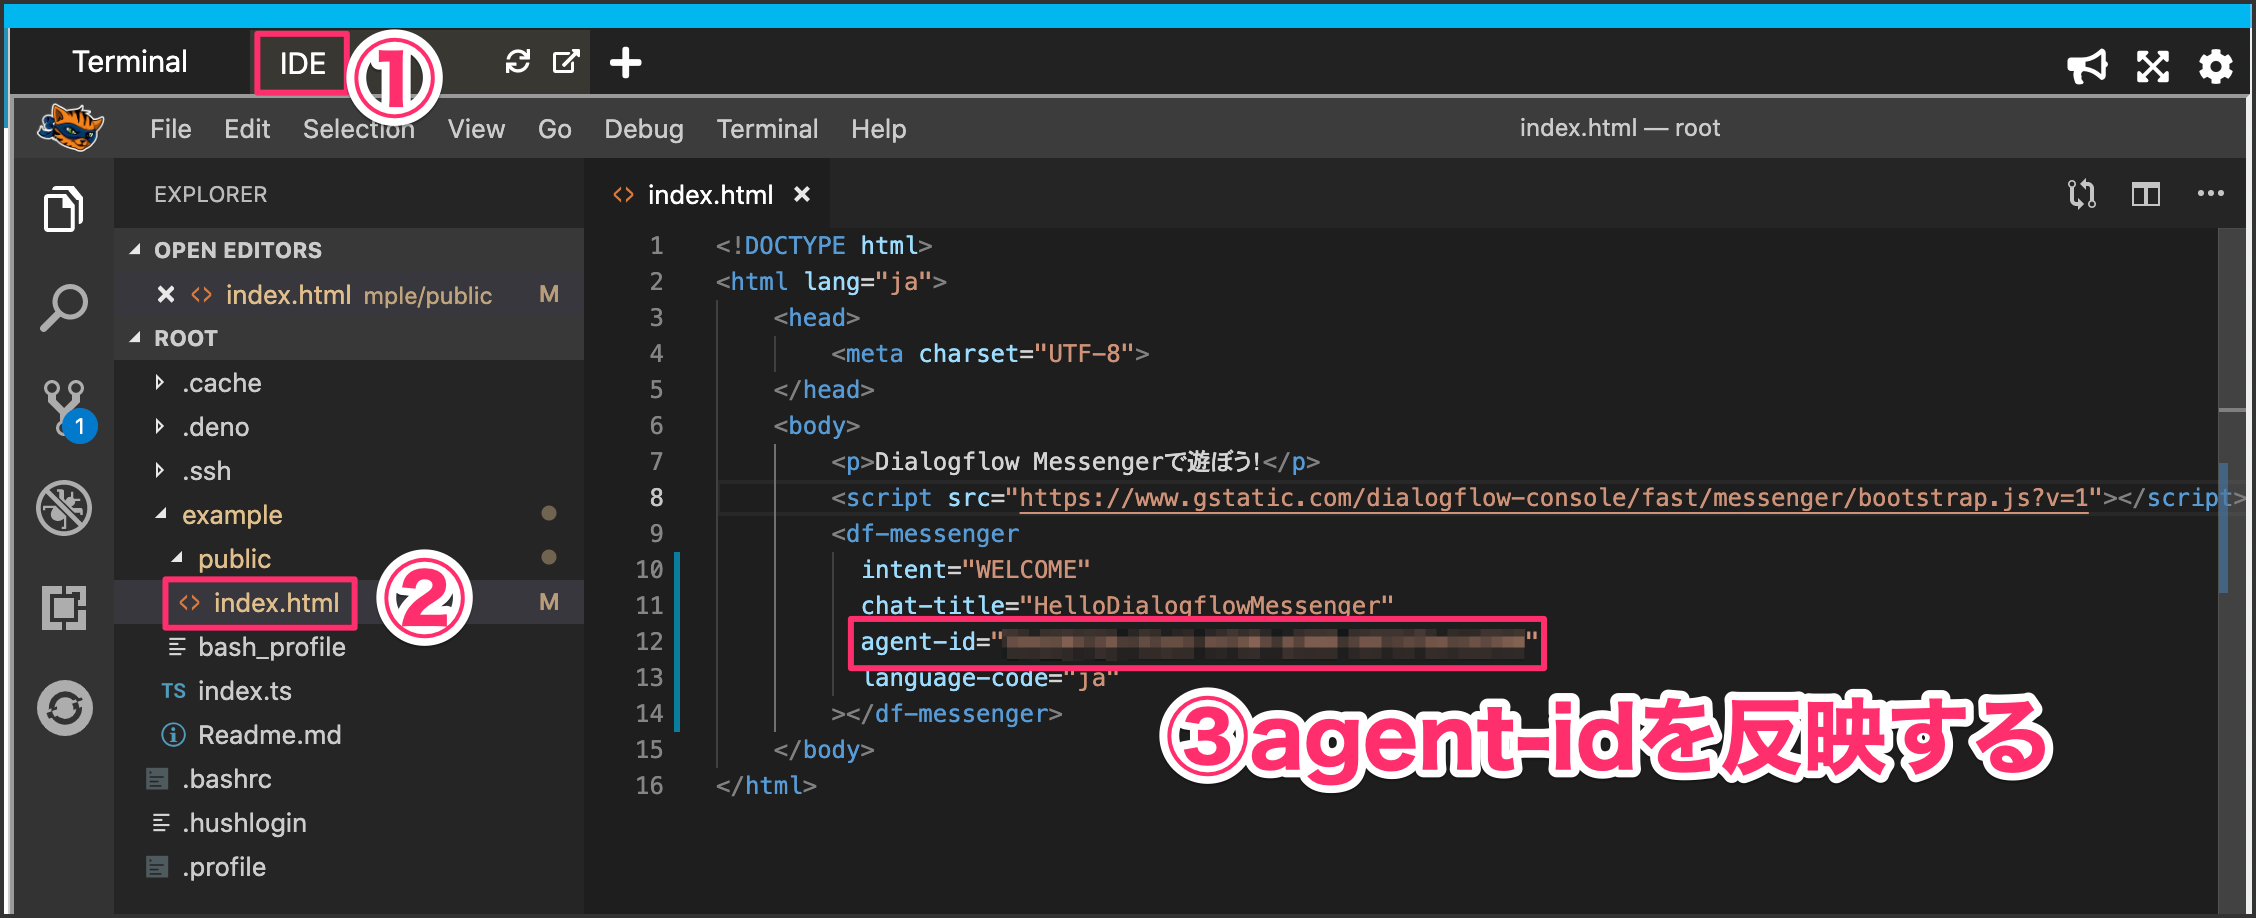 Terminal
IDE
①
File Edit Selection View Go Debug Terminal Help
index.html — root
EXPLORER
OPEN EDITORS
index.html mple/public M
ROOT
.cache
.deno
.ssh
example
public
index.html M
②
bash_profile
TS index.ts
Readme.md
.bashrc
.hushlogin
.profile
1
index.html
1 <!DOCTYPE html>
2 <html lang="ja">
3 <head>
4 <meta charset="UTF-8">
5 </head>
6 <body>
7 <p>Dialogflow Messengerで遊ぼう!</p>
8 <script src="https://www.gstatic.com/dialogflow-console/fast/messenger/bootstrap.js?v=1"></script>
9 <df-messenger
10 intent="WELCOME"
11 chat-title="HelloDialogflowMessenger"
12 agent-id=" "
13 language-code="ja"
14 ></df-messenger>
15 </body>
16 </html>
③agent-idを反映する